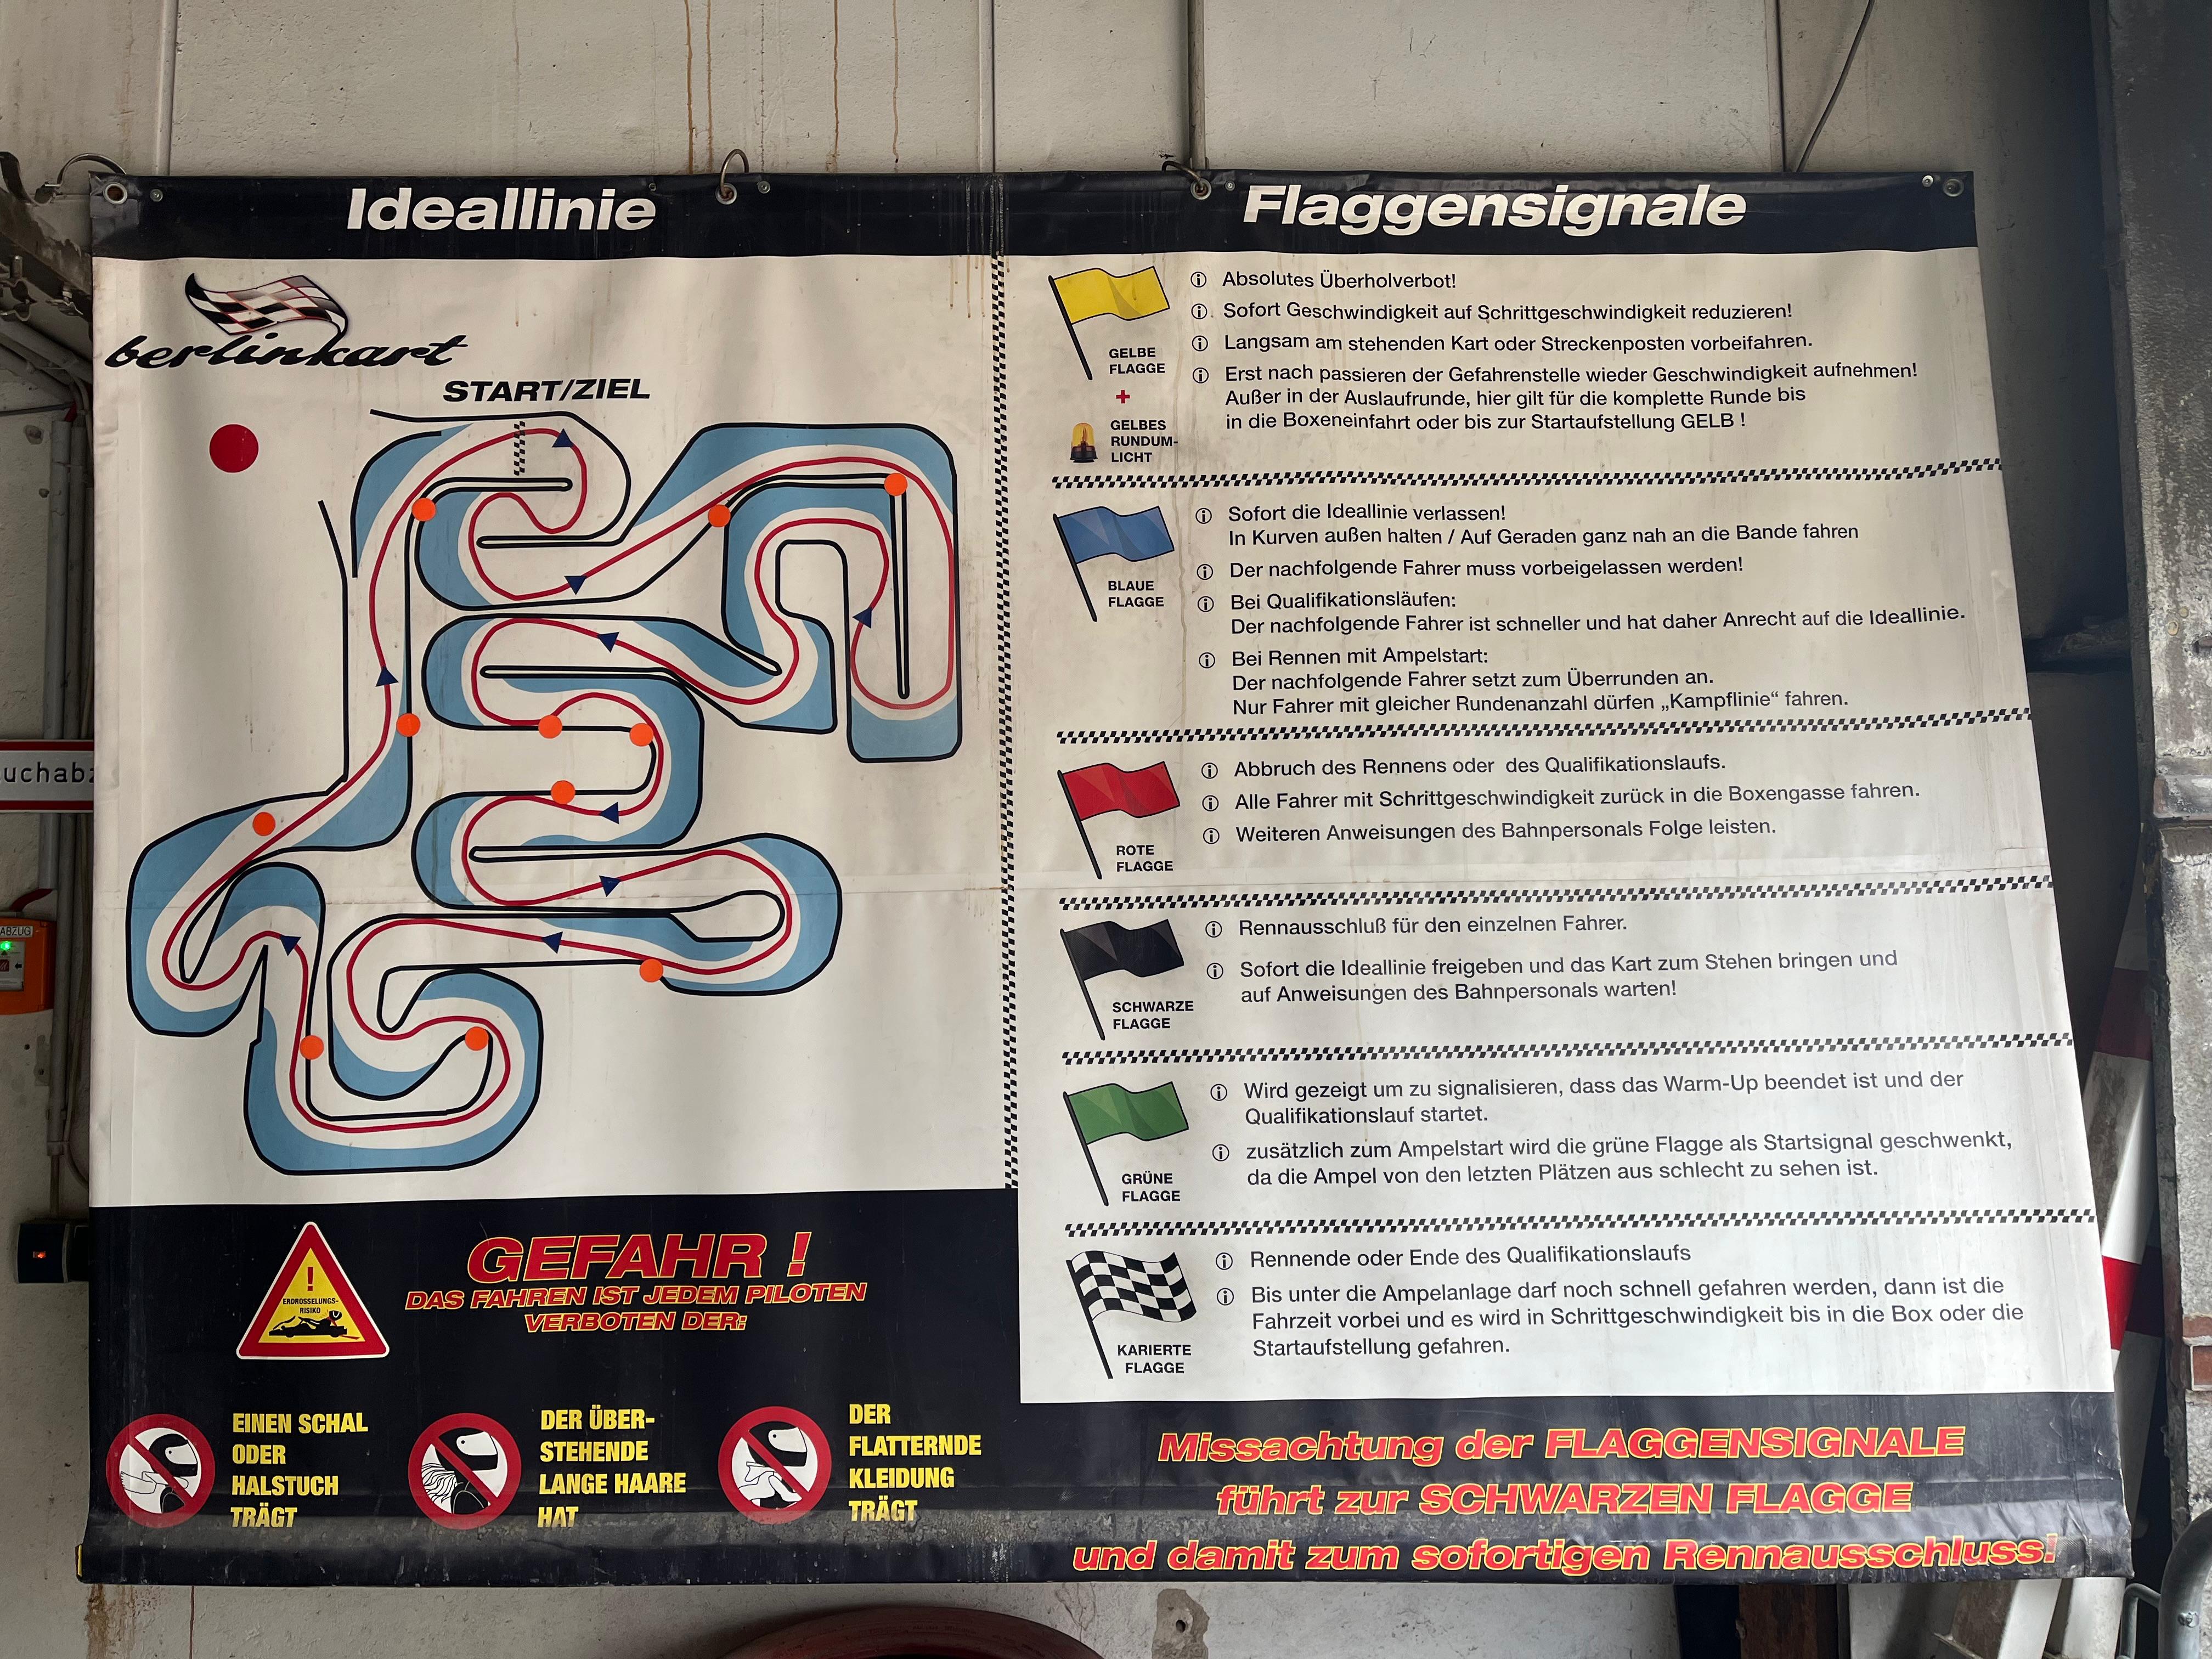 Ideallinie
berlinkart
START/ZIEL
GEFAHR !
DAS FAHREN IST JEDEM PILOTEN
VERBOTEN DER:
ERDROSSELUNGS-
RISIKO
EINEN SCHAL
ODER
HALSTUCH
TRÄGT
DER ÜBER-
STEHENDE
LANGE HAARE
HAT
DER
FLATTERNDE
KLEIDUNG
TRÄGT
Flaggensignale
GELBE
FLAGGE
+
GELBES
RUNDUM-
LICHT
Absolutes Überholverbot!
Sofort Geschwindigkeit auf Schrittgeschwindigkeit reduzieren!
Langsam am stehenden Kart oder Streckenposten vorbeifahren.
Erst nach passieren der Gefahrenstelle wieder Geschwindigkeit aufnehmen!
Außer in der Auslaufrunde, hier gilt für die komplette Runde bis
in die Boxeneinfahrt oder bis zur Startaufstellung GELB !
BLAUE
FLAGGE
Sofort die Ideallinie verlassen!
In Kurven außen halten / Auf Geraden ganz nah an die Bande fahren
Der nachfolgende Fahrer muss vorbeigelassen werden!
Bei Qualifikationsläufen:
Der nachfolgende Fahrer ist schneller und hat daher Anrecht auf die Ideallinie.
Bei Rennen mit Ampelstart:
Der nachfolgende Fahrer setzt zum Überrunden an.
Nur Fahrer mit gleicher Rundenanzahl dürfen „Kampflinie“ fahren.
ROTE
FLAGGE
Abbruch des Rennens oder des Qualifikationslaufs.
Alle Fahrer mit Schrittgeschwindigkeit zurück in die Boxengasse fahren.
Weiteren Anweisungen des Bahnpersonals Folge leisten.
SCHWARZE
FLAGGE
Rennausschluß für den einzelnen Fahrer.
Sofort die Ideallinie freigeben und das Kart zum Stehen bringen und
auf Anweisungen des Bahnpersonals warten!
GRÜNE
FLAGGE
Wird gezeigt um zu signalisieren, dass das Warm-Up beendet ist und der
Qualifikationslauf startet.
zusätzlich zum Ampelstart wird die grüne Flagge als Startsignal geschwenkt,
da die Ampel von den letzten Plätzen aus schlecht zu sehen ist.
KARIERTE
FLAGGE
Rennende oder Ende des Qualifikationslaufs
Bis unter die Ampelanlage darf noch schnell gefahren werden, dann ist die
Fahrzeit vorbei und es wird in Schrittgeschwindigkeit bis in die Box oder die
Startaufstellung gefahren.
Missachtung der FLAGGENSIGNALE
führt zur SCHWARZEN FLAGGE
und damit zum sofortigen Rennausschluss!